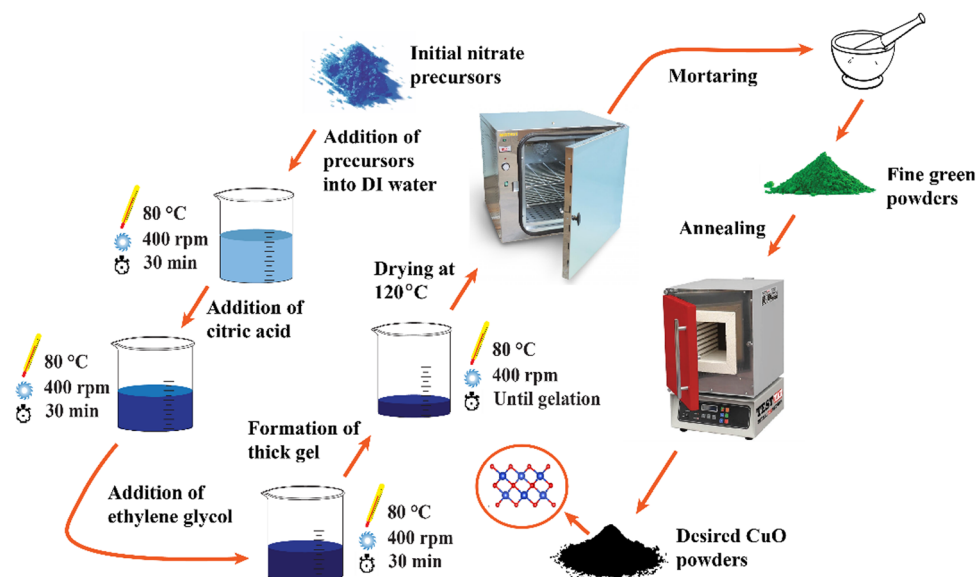 Initial nitrate
precursors
Addition of
precursors
into DI water
80 °C
400 rpm
30 min
Addition of
citric acid
80 °C
400 rpm
30 min
Addition of
ethylene glycol
80 °C
400 rpm
30 min
Formation of
thick gel
80 °C
400 rpm
Until gelation
Drying at
120°C
Mortaring
Fine green
powders
Annealing
Desired CuO
powders